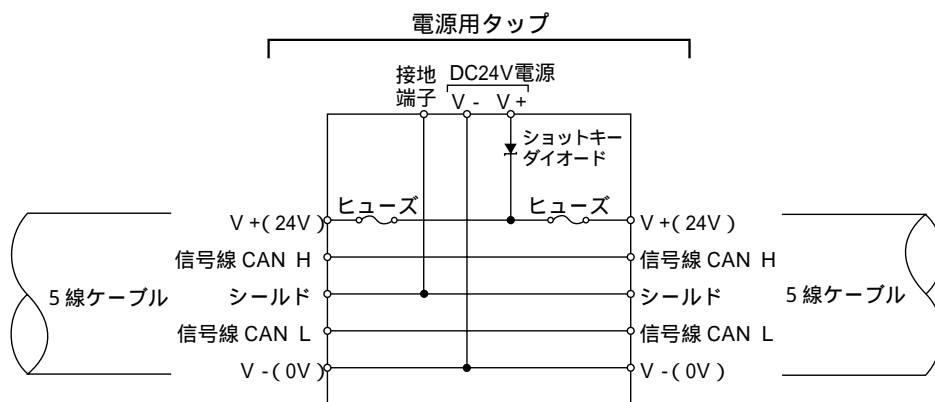 電源用タップ
接地
端子
DC24V電源
V - V +
ショットキー
ダイオード
ヒューズ ヒューズ
V +( 24V ) V +( 24V )
信号線 CAN H 信号線 CAN H
5 線ケーブル シールド シールド 5 線ケーブル
信号線 CAN L 信号線 CAN L
V -( 0V ) V -( 0V )